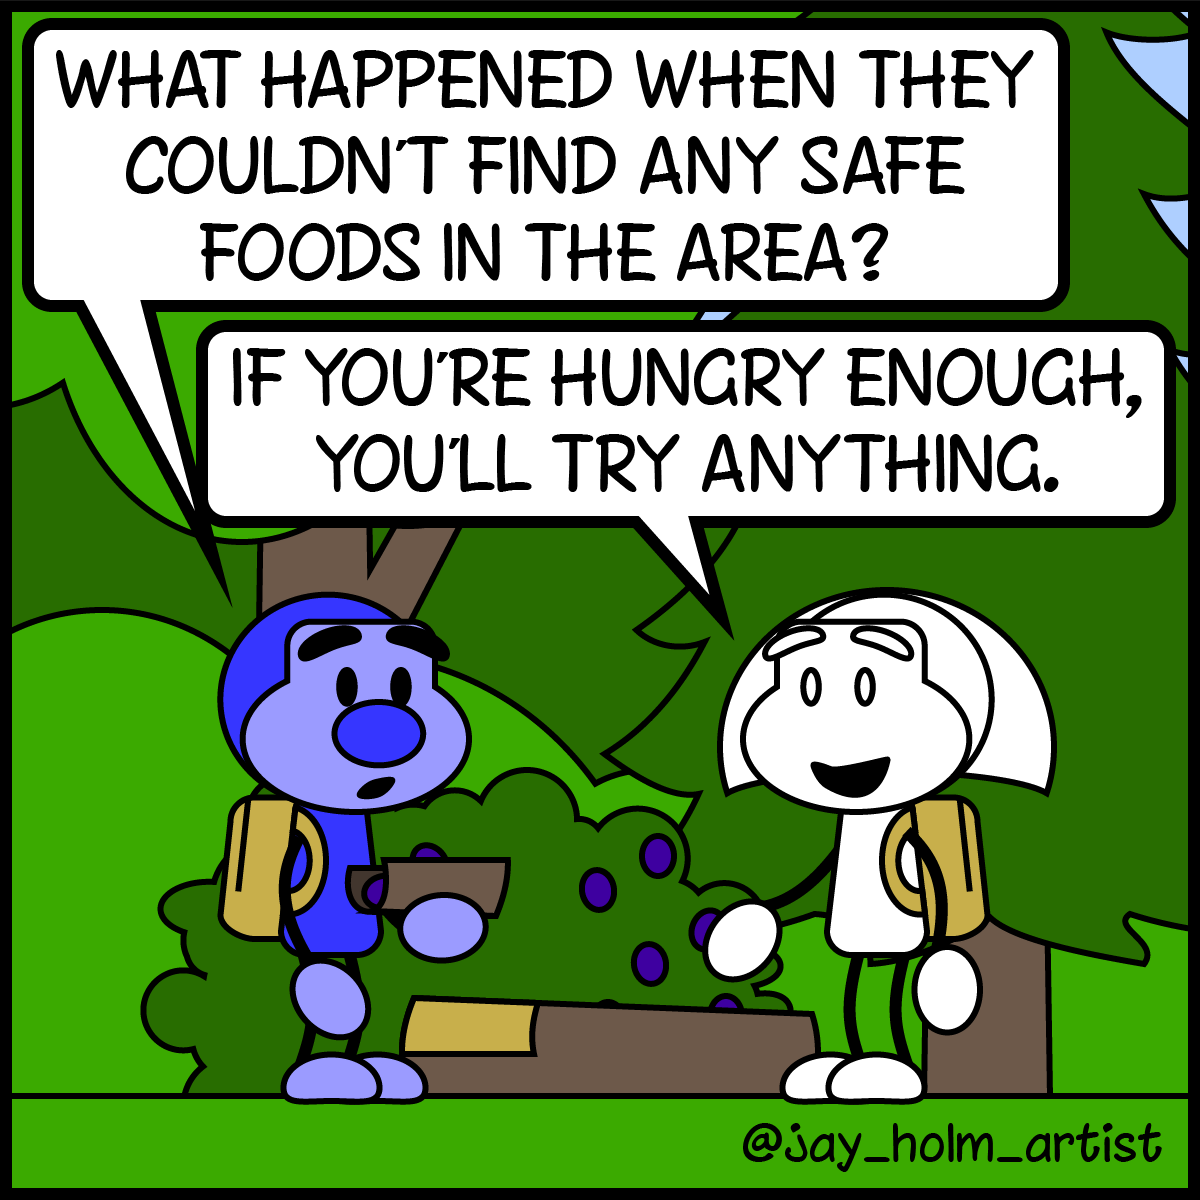 WHAT HAPPENED WHEN THEY
COULDN'T FIND ANY SAFE
FOODS IN THE AREA?
IF YOU'RE HUNGRY ENOUGH,
YOU'LL TRY ANYTHING.
@jay_holm_artist